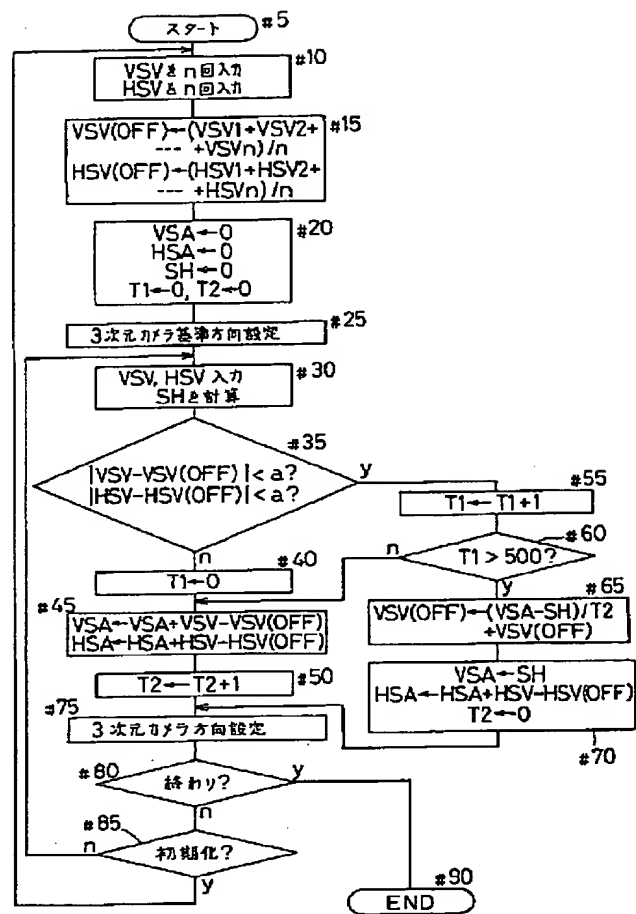 スタート #5
#10
VSVをn回入力
HSVをn回入力
#15
VSV(OFF)←(VSV1+VSV2+
--- +VSVn)/n
HSV(OFF)←(HSV1+HSV2+
--- +HSVn)/n
#20
VSA←0
HSA←0
SH←0
T1←0, T2←0
#25
3次元カメラ基準方向設定
#30
VSV, HSV 入力
SHを計算
#35
|VSV-VSV(OFF)|<a?
|HSV-HSV(OFF)|<a?
y
n
#55
T1←T1+1
#60
T1>500?
n
y
#40
T1←0
#45
VSA←VSA+VSV-VSV(OFF)
HSA←HSA+HSV-HSV(OFF)
#65
VSV(OFF)←(VSA-SH)/T2
+VSV(OFF)
#50
T2←T2+1
VSA←SH
HSA←HSA+HSV-HSV(OFF)
T2←0
#70
#75
3次元カメラ方向設定
#80
終わり?
y
n
#85
初期化?
n
y
#90
END